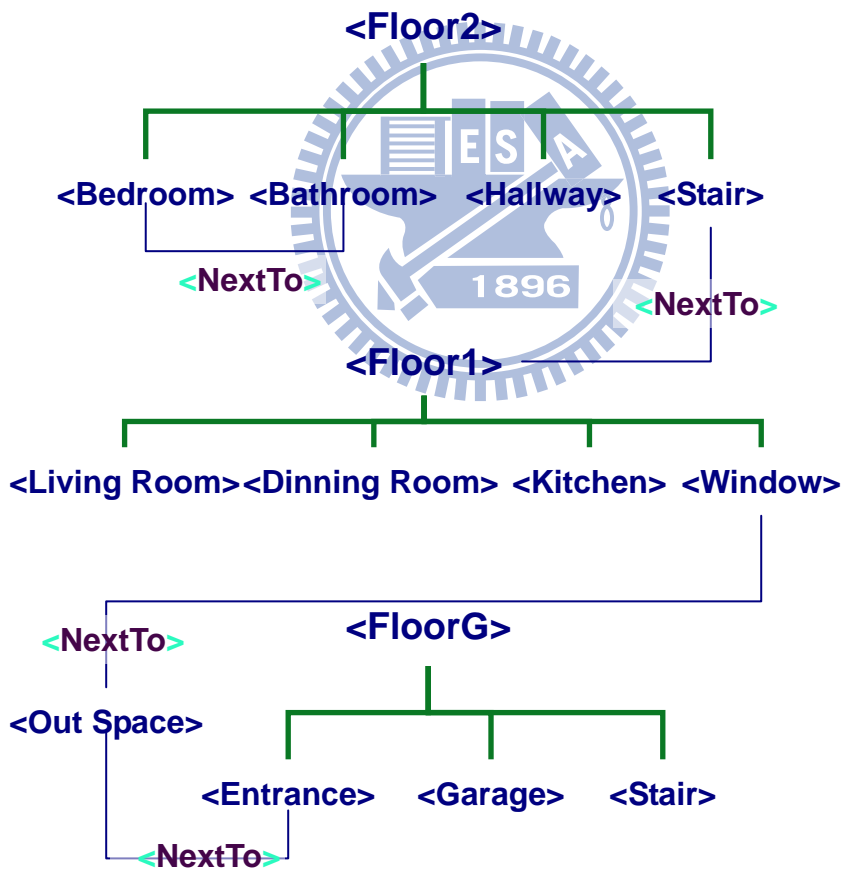 <Floor2>
E S A
<Bedroom> <Bathroom> <Hallway> <Stair>
<NextTo>
1896
<NextTo>
<Floor1>
<Living Room> <Dinning Room> <Kitchen> <Window>
<FloorG>
<NextTo>
<Out Space>
<Entrance> <Garage> <Stair>
<NextTo>